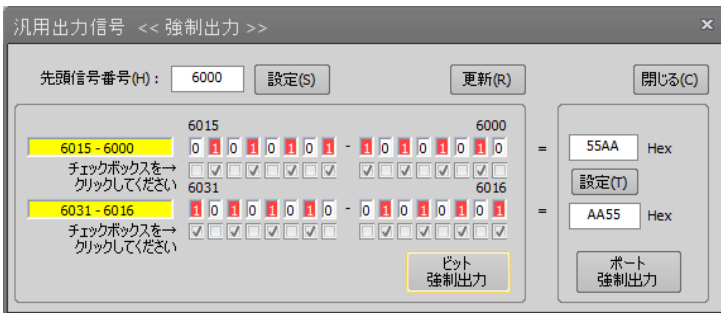 汎用出力信号 << 強制出力 >> ×
先頭信号番号(H)： 6000 設定(S) 更新(R) 閉じる(C)
6015 6000
6015 - 6000 0 1 0 1 0 1 0 1 - 1 0 1 0 1 0 1 0 = 55AA Hex
チェックボックスを→
クリックしてください
設定(T)
6031 6016
6031 - 6016 1 0 1 0 1 0 1 0 - 0 1 0 1 0 1 0 1 = AA55 Hex
チェックボックスを→
クリックしてください
ビット
強制出力
ポート
強制出力